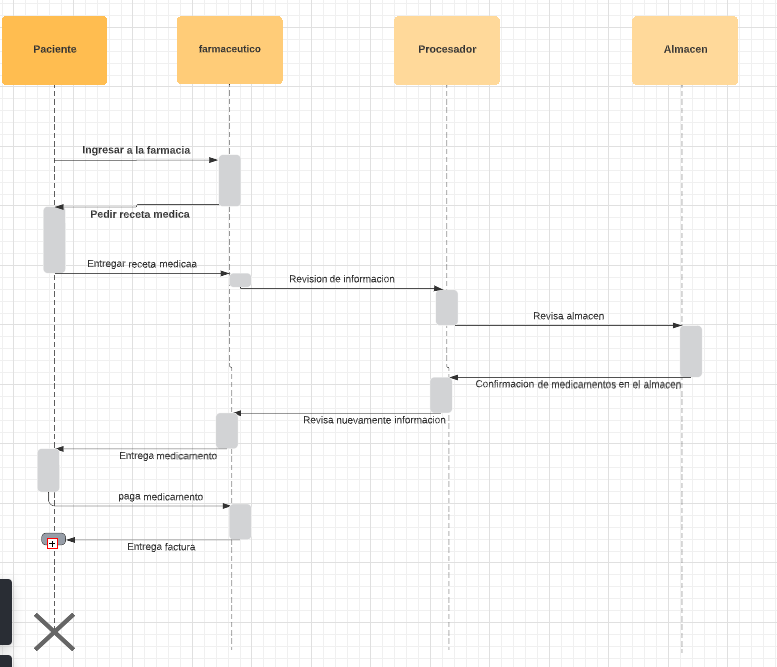 Paciente
farmaceutico
Procesador
Almacen
Ingresar a la farmacia
Pedir receta medica
Entregar receta medicaa
Revision de informacion
Revisa almacen
Confirmacion de medicamentos en el almacen
Revisa nuevamente informacion
Entrega medicamento
paga medicamento
Entrega factura